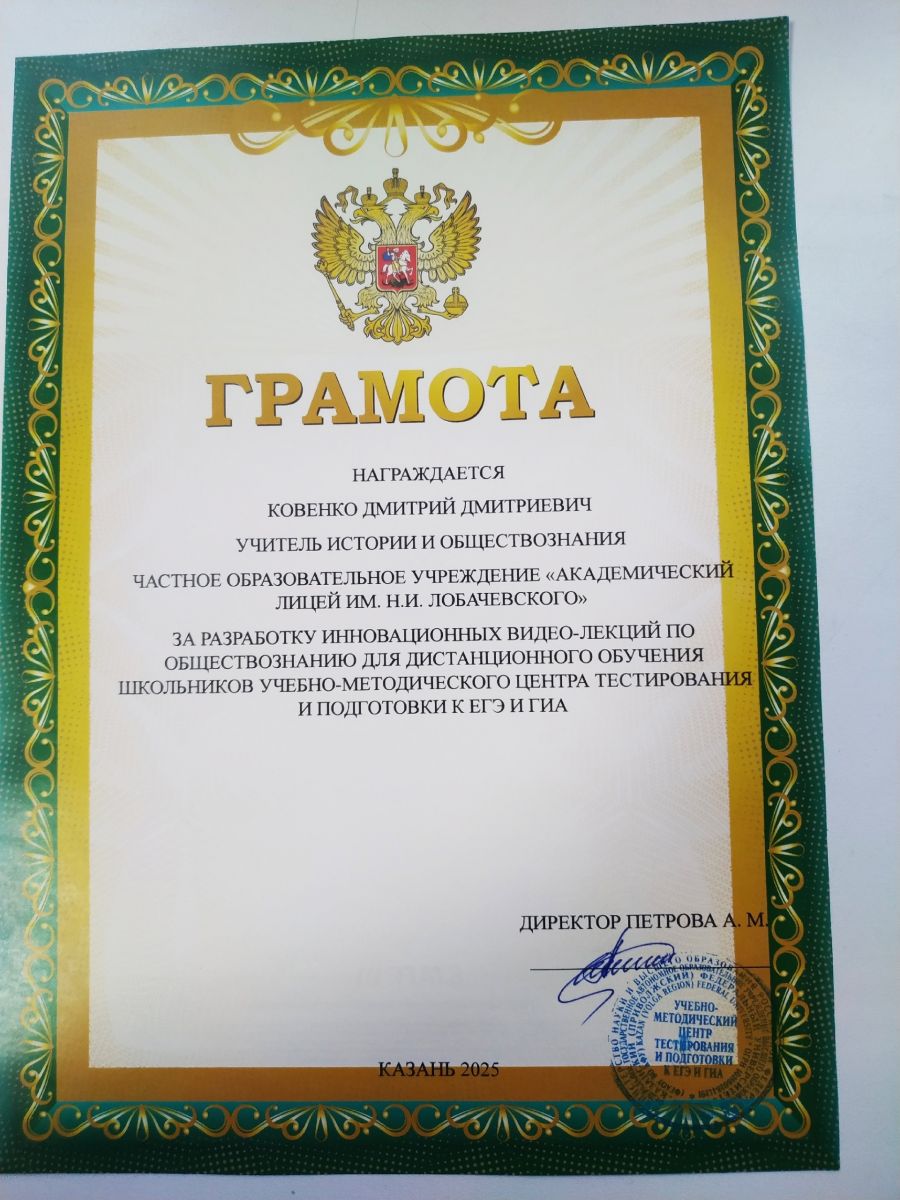 ГРАМОТА
НАГРАЖДАЕТСЯ
КОВЕНКО ДМИТРИЙ ДМИТРИЕВИЧ
УЧИТЕЛЬ ИСТОРИИ И ОБЩЕСТВОЗНАНИЯ
ЧАСТНОЕ ОБРАЗОВАТЕЛЬНОЕ УЧРЕЖДЕНИЕ «АКАДЕМИЧЕСКИЙ
ЛИЦЕЙ ИМ. Н.И. ЛОБАЧЕВСКОГО»
ЗА РАЗРАБОТКУ ИННОВАЦИОННЫХ ВИДЕО-ЛЕКЦИЙ ПО
ОБЩЕСТВОЗНАНИЮ ДЛЯ ДИСТАНЦИОННОГО ОБУЧЕНИЯ
ШКОЛЬНИКОВ УЧЕБНО-МЕТОДИЧЕСКОГО ЦЕНТРА ТЕСТИРОВАНИЯ
И ПОДГОТОВКИ К ЕГЭ И ГИА
ДИРЕКТОР ПЕТРОВА А. М.
УЧЕБНО-
МЕТОДИЧЕСКИЙ
ЦЕНТР
ТЕСТИРОВАНИЯ
И ПОДГОТОВКИ
К ЕГЭ И ГИА
КАЗАНЬ 2025